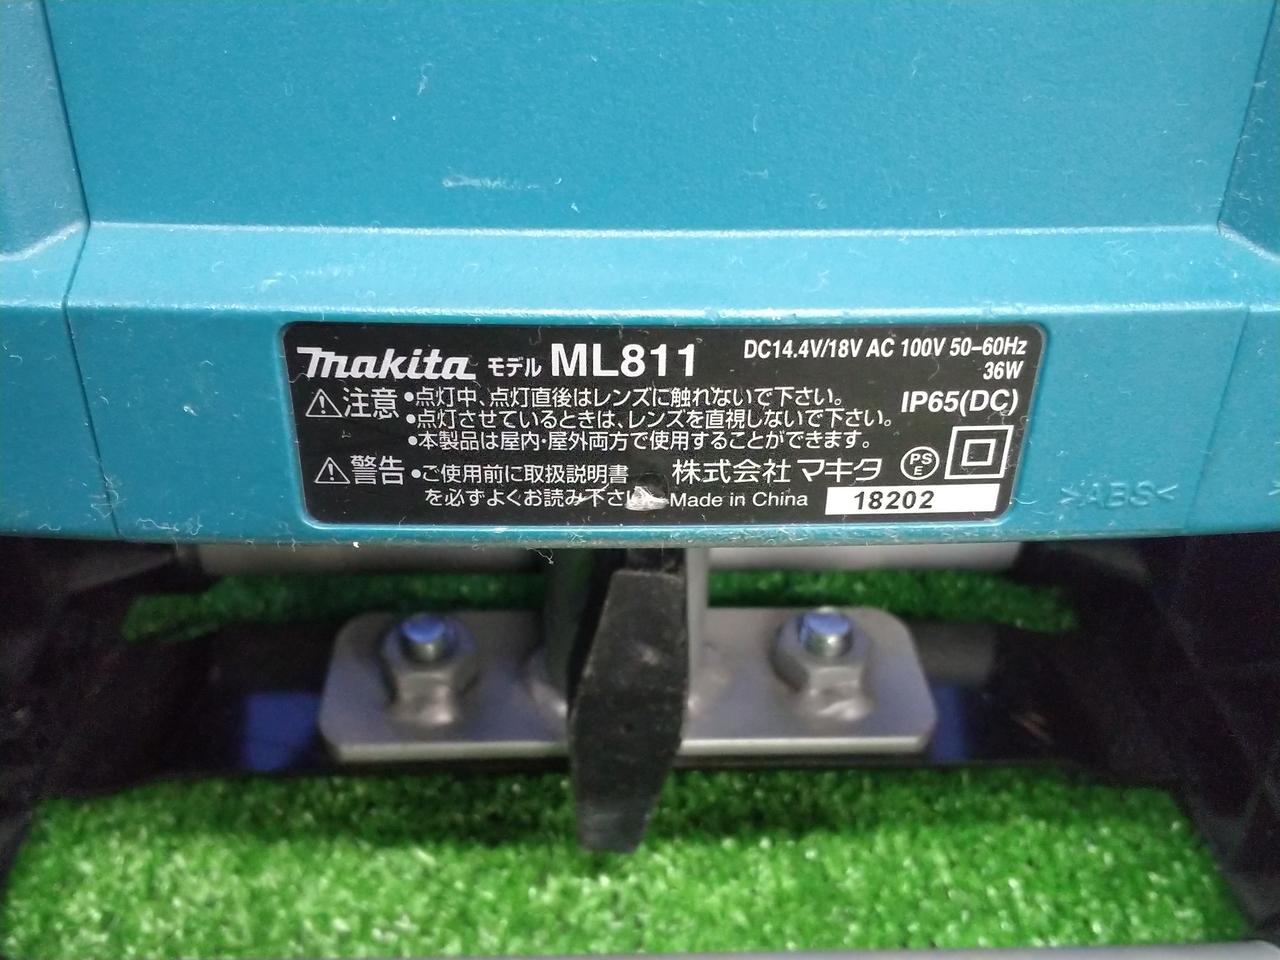 makita モデル ML811 DC14.4V/18V AC 100V 50-60Hz
36W
⚠注意 •点灯中、点灯直後はレンズに触れないで下さい。 IP65(DC)
•点灯させているときは、レンズを直視しないで下さい。
•本製品は屋内・屋外両方で使用することができます。
⚠警告 •ご使用前に取扱説明書
を必ずよくお読み下さい。
株式会社 マキタ PSE
Made in China 18202
>ABS<